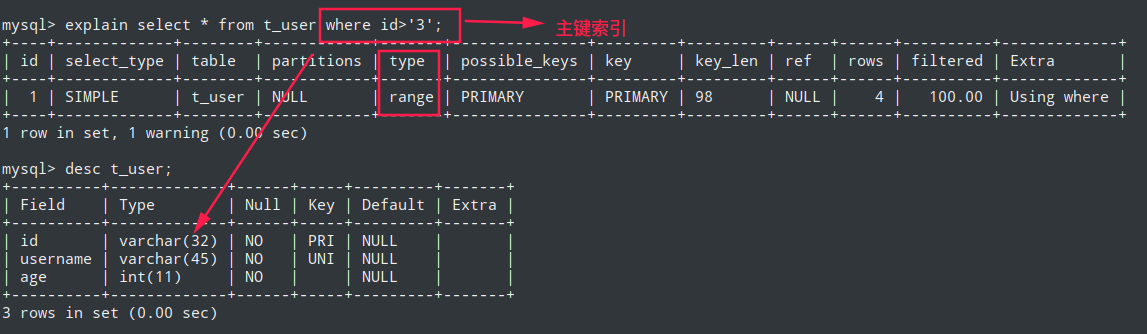 mysql> explain select * from t_user where id>'3'; 主键索引
+----+-------------+--------+------------+-------+---------------+---------+---------+------+------+----------+-------------+
| id | select_type | table | partitions | type | possible_keys | key | key_len | ref | rows | filtered | Extra |
+----+-------------+--------+------------+-------+---------------+---------+---------+------+------+----------+-------------+
| 1 | SIMPLE | t_user | NULL | range | PRIMARY | PRIMARY | 98 | NULL | 4 | 100.00 | Using where |
+----+-------------+--------+------------+-------+---------------+---------+---------+------+------+----------+-------------+
1 row in set, 1 warning (0.00 sec)
mysql> desc t_user;
+----------+-------------+------+-----+---------+-------+
| Field | Type | Null | Key | Default | Extra |
+----------+-------------+------+-----+---------+-------+
| id | varchar(32) | NO | PRI | NULL | |
| username | varchar(45) | NO | UNI | NULL | |
| age | int(11) | NO | | NULL | |
+----------+-------------+------+-----+---------+-------+
3 rows in set (0.00 sec)